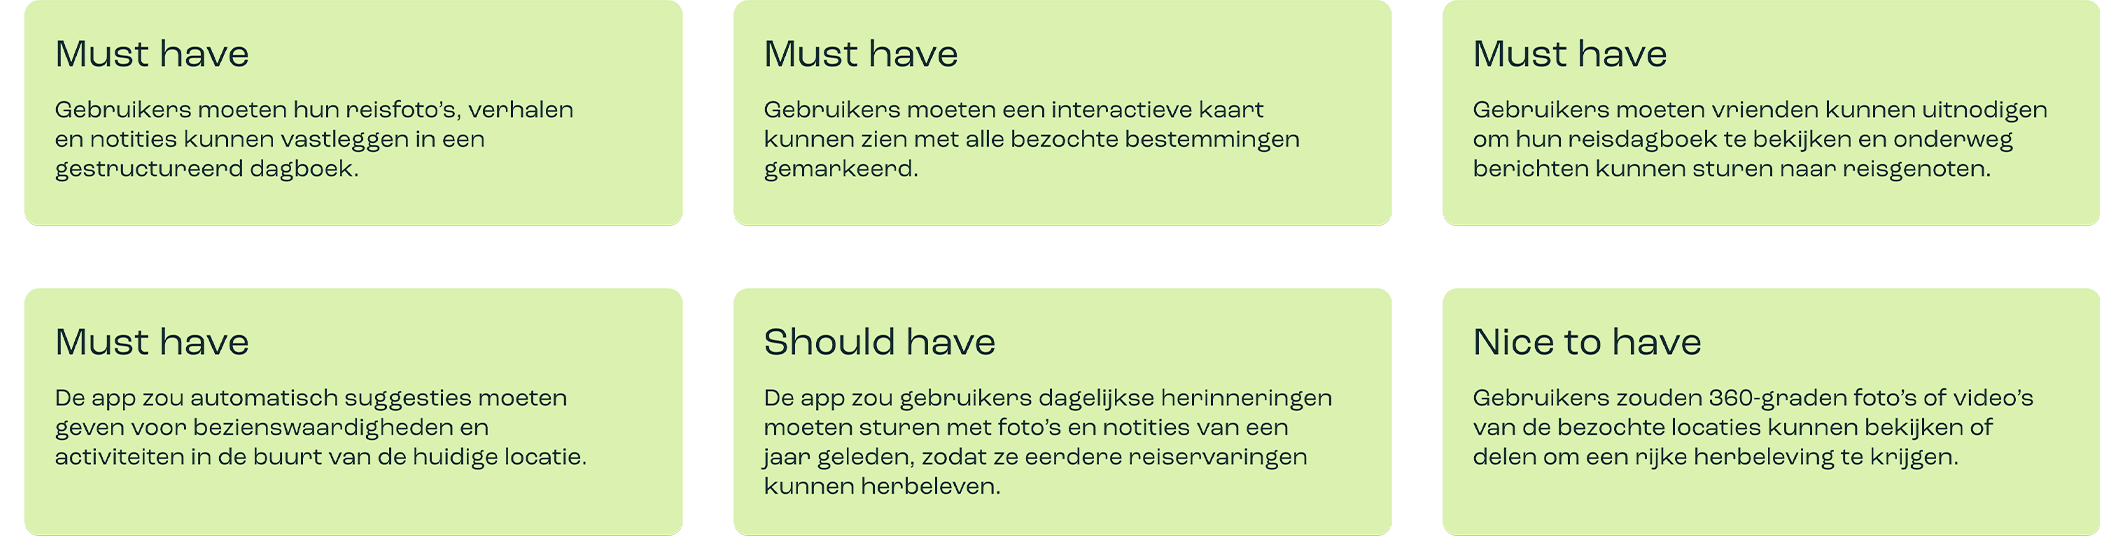 Must have
Gebruikers moeten hun reisfoto’s, verhalen
en notities kunnen vastleggen in een
gestructureerd dagboek.
Must have
Gebruikers moeten een interactieve kaart
kunnen zien met alle bezochte bestemmingen
gemarkeerd.
Must have
Gebruikers moeten vrienden kunnen uitnodigen
om hun reisdagboek te bekijken en onderweg
berichten kunnen sturen naar reisgenoten.
Must have
De app zou automatisch suggesties moeten
geven voor bezienswaardigheden en
activiteiten in de buurt van de huidige locatie.
Should have
De app zou gebruikers dagelijkse herinneringen
moeten sturen met foto’s en notities van een
jaar geleden, zodat ze eerdere reiservaringen
kunnen herbeleven.
Nice to have
Gebruikers zouden 360-graden foto’s of video’s
van de bezochte locaties kunnen bekijken of
delen om een rijke herbeleving te krijgen.